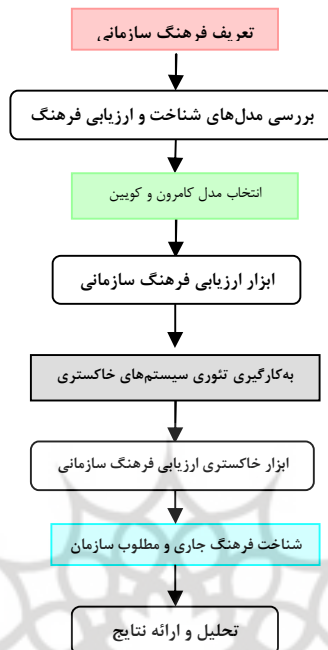 تعریف فرهنگ سازمانی
بررسی مدل‌های شناخت و ارزیابی فرهنگ
انتخاب مدل کامرون و کویین
ابزار ارزیابی فرهنگ سازمانی
به‌کارگیری تئوری سیستم‌های خاکستری
ابزار خاکستری ارزیابی فرهنگ سازمانی
شناخت فرهنگ جاری و مطلوب سازمان
تحلیل و ارائه نتایج